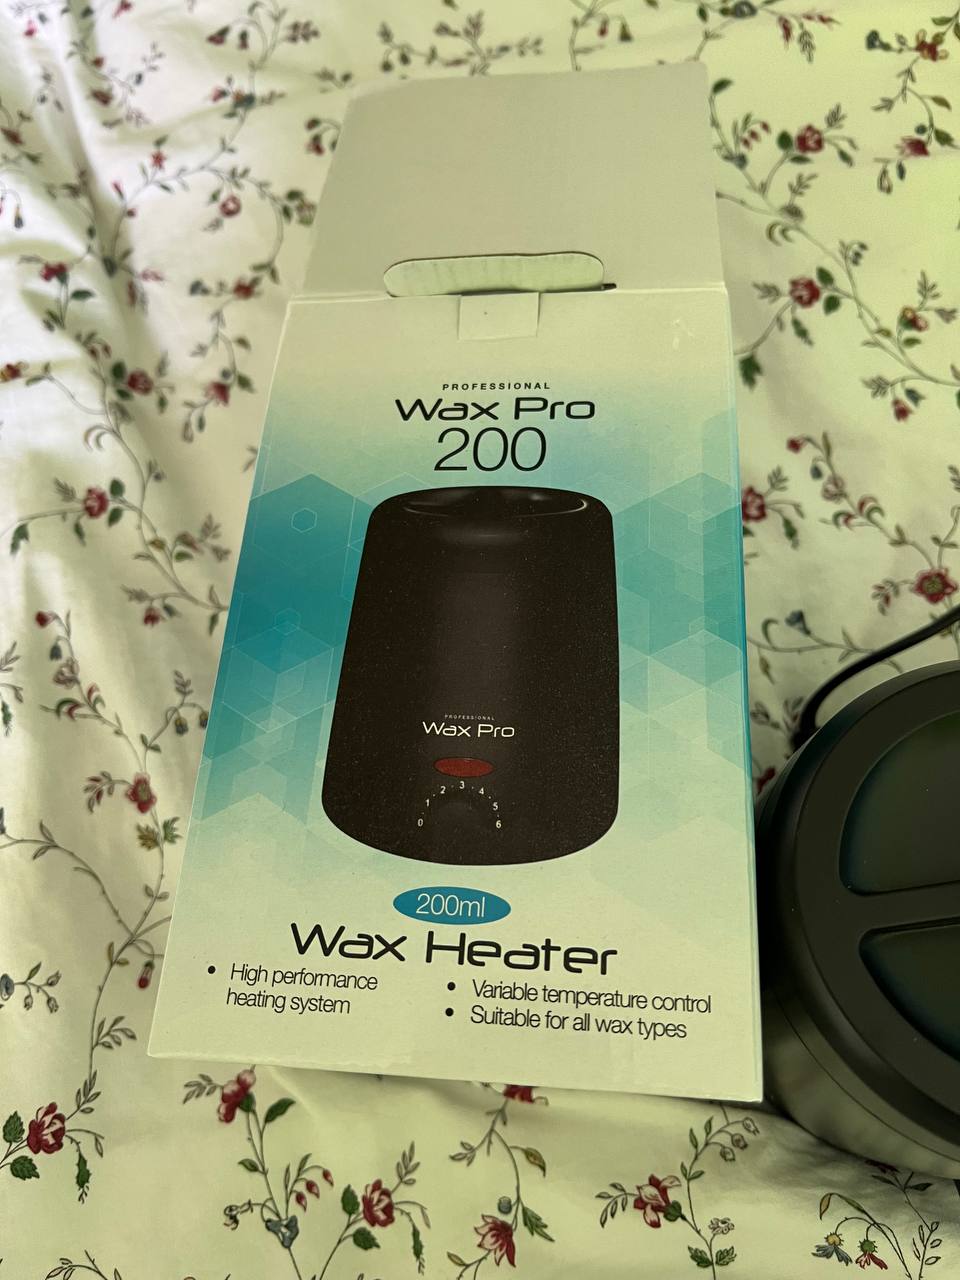 PROFESSIONAL
Wax Pro
200
PROFESSIONAL
Wax Pro
0 1 2 3 4 5 6
200ml
Wax Heater
• High performance
heating system
• Variable temperature control
• Suitable for all wax types